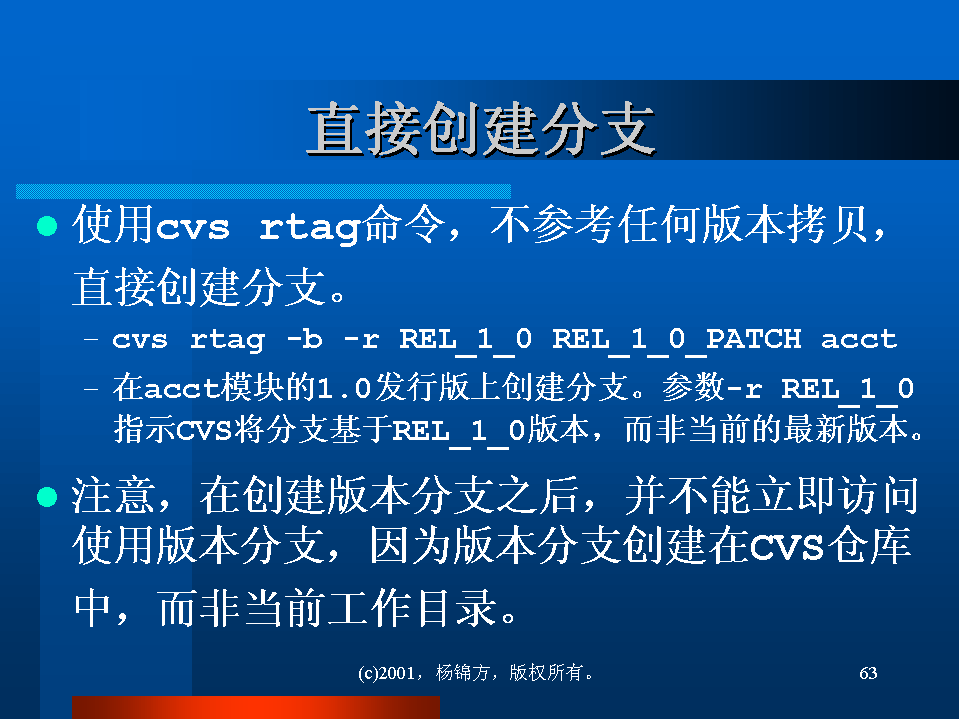 直接创建分支
使用cvs rtag命令，不参考任何版本拷贝，
直接创建分支。
– cvs rtag -b -r REL_1_0 REL_1_0_PATCH acct
– 在acct模块的1.0发行版上创建分支。参数-r REL_1_0
指示CVS将分支基于REL_1_0版本，而非当前的最新版本。
注意，在创建版本分支之后，并不能立即访问
使用版本分支，因为版本分支创建在CVS仓库
中，而非当前工作目录。
(c)2001，杨锦方，版权所有。
63